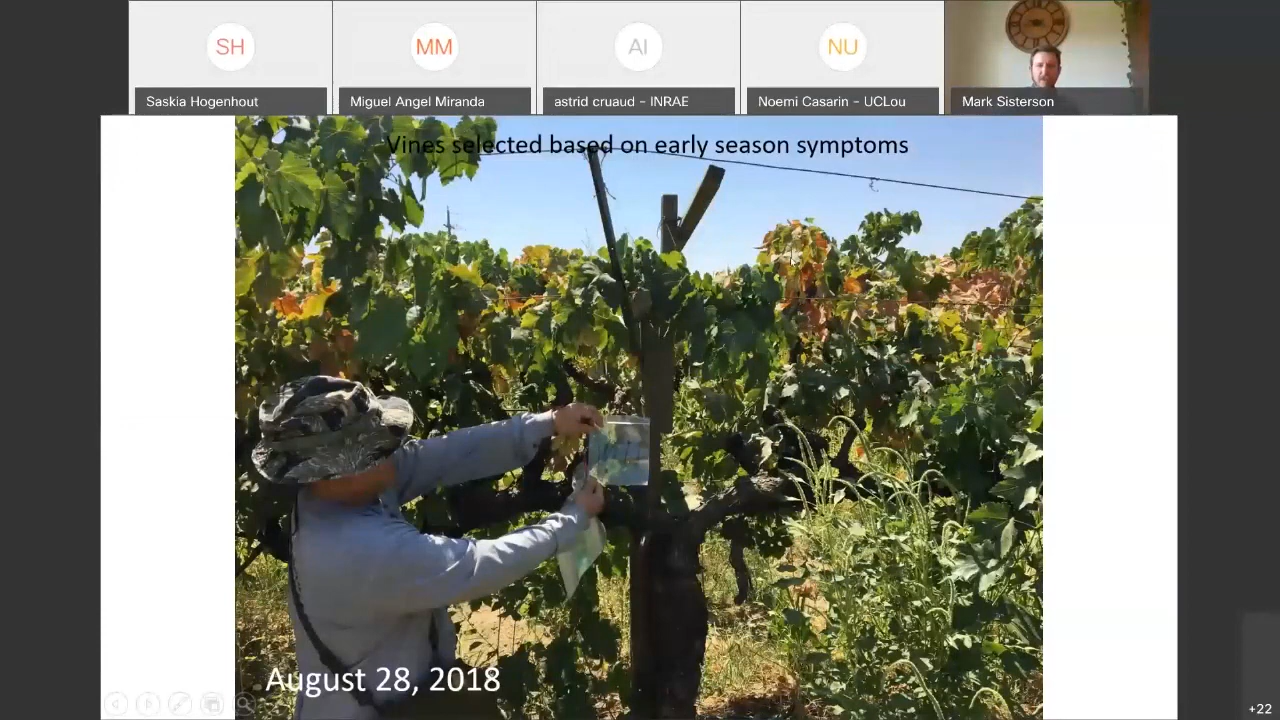 SH
MM
AI
NU
Saskia Hogenhout
Miguel Angel Miranda
astrid cruaud - INRAE
Noemi Casarin - UCLou
Mark Sisterson
Vines selected based on early season symptoms
August 28, 2018
+22